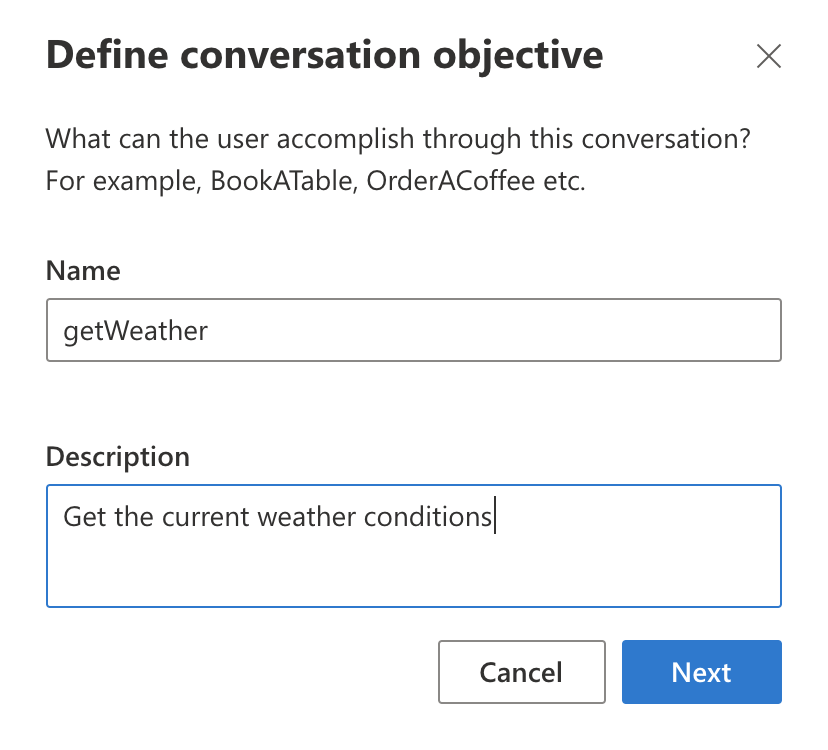 Define conversation objective
What can the user accomplish through this conversation?
For example, BookATable, OrderACoffee etc.
Name
getWeather
Description
Get the current weather conditions
Cancel
Next